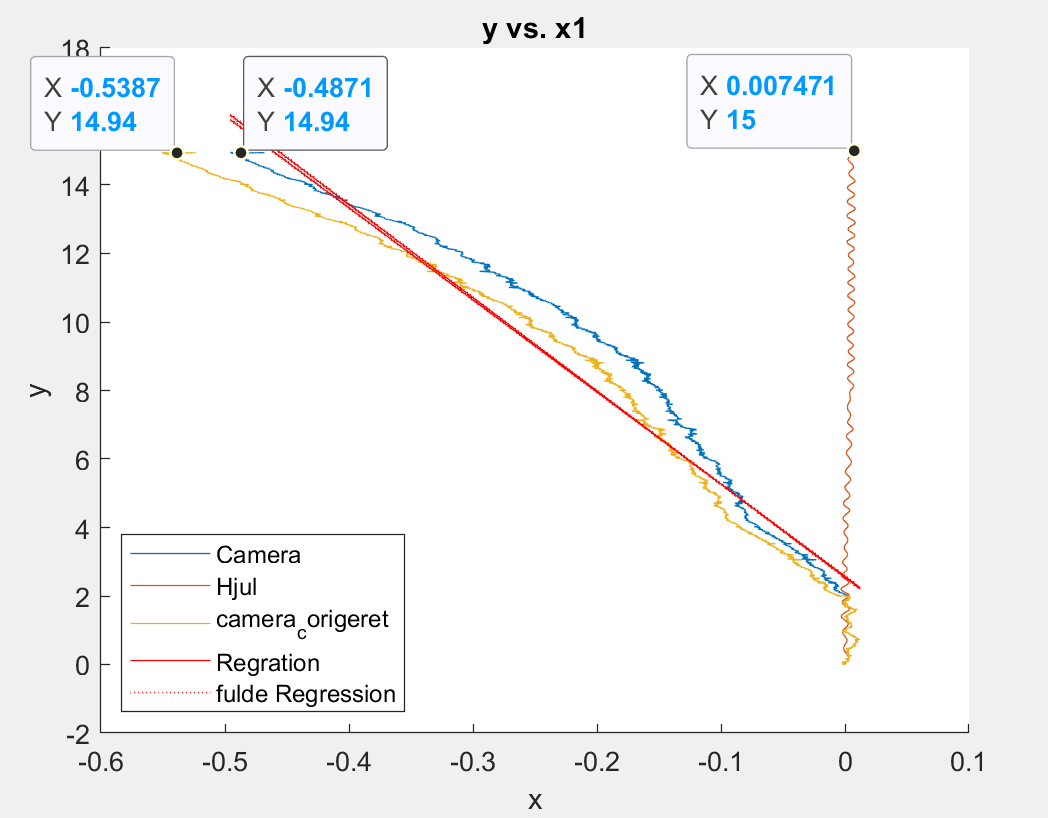 y vs. x1
18
X -0.5387
Y 14.94
X -0.4871
Y 14.94
X 0.007471
Y 15
14
12
10
8
6
4
2
0
-2
y
Camera
Hjul
camera_corigeret
Regration
fulde Regression
-0.6 -0.5 -0.4 -0.3 -0.2 -0.1 0 0.1
x